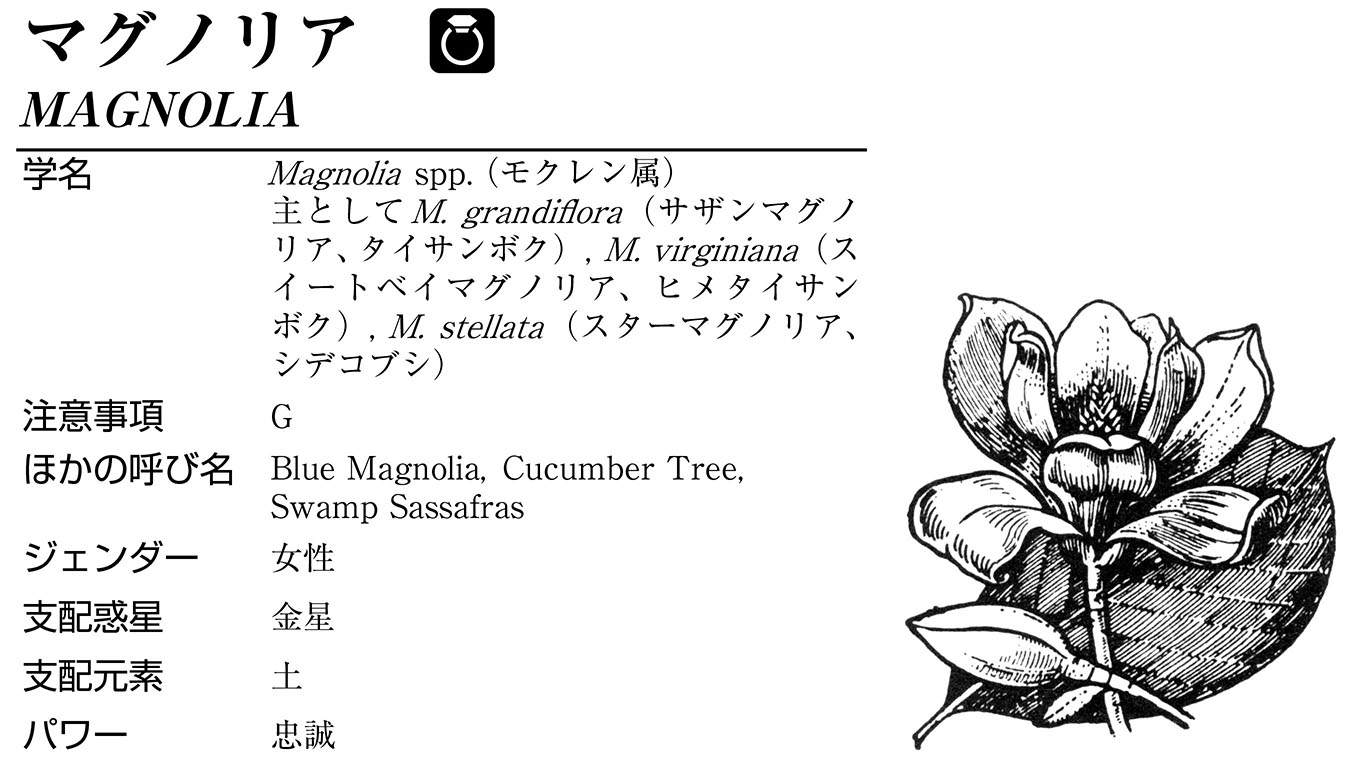 マグノリア
MAGNOLIA
学名 Magnolia spp.（モクレン属）
主としてM. grandiflora（サザンマグノ
リア、タイサンボク）, M. virginiana（ス
イートベイマグノリア、ヒメタイサン
ボク）, M. stellata（スターマグノリア、
シデコブシ）
注意事項 G
ほかの呼び名 Blue Magnolia, Cucumber Tree,
Swamp Sassafras
ジェンダー 女性
支配惑星 金星
支配元素 土
パワー 忠誠